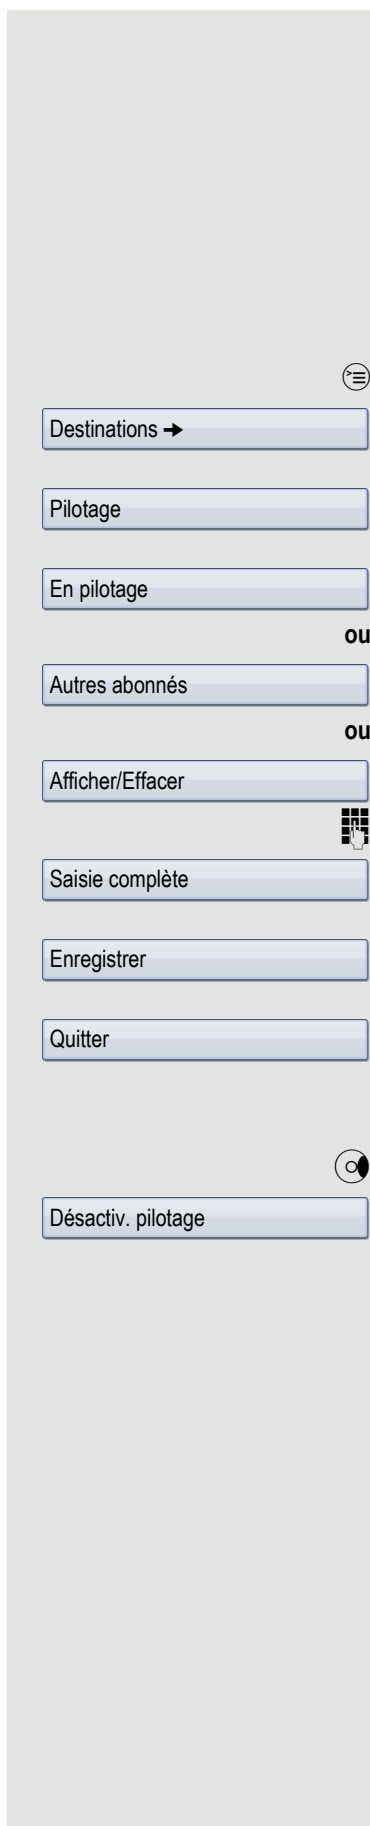 Destinations ➔
Pilotage
En pilotage
ou
Autres abonnés
ou
Afficher/Effacer
Saisie complète
Enregistrer
Quitter
Désactiv. pilotage